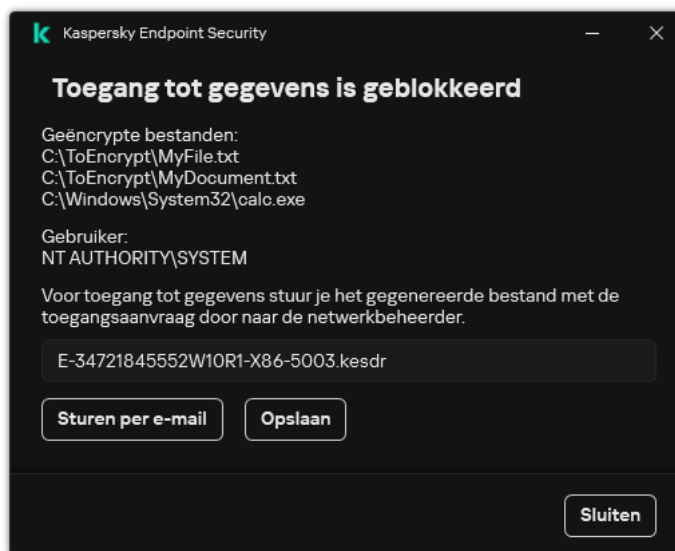 Kaspersky Endpoint Security
Toegang tot gegevens is geblokkeerd
Geëncrypte bestanden:
C:\ToEncrypt\MyFile.txt
C:\ToEncrypt\MyDocument.txt
C:\Windows\System32\calc.exe
Gebruiker:
NT AUTHORITY\SYSTEM
Voor toegang tot gegevens stuur je het gegenereerde bestand met de
toegangsaanvraag door naar de netwerkbeheerder.
E-34721845552W10R1-X86-5003.kesdr
Sturen per e-mail Opslaan
Sluiten